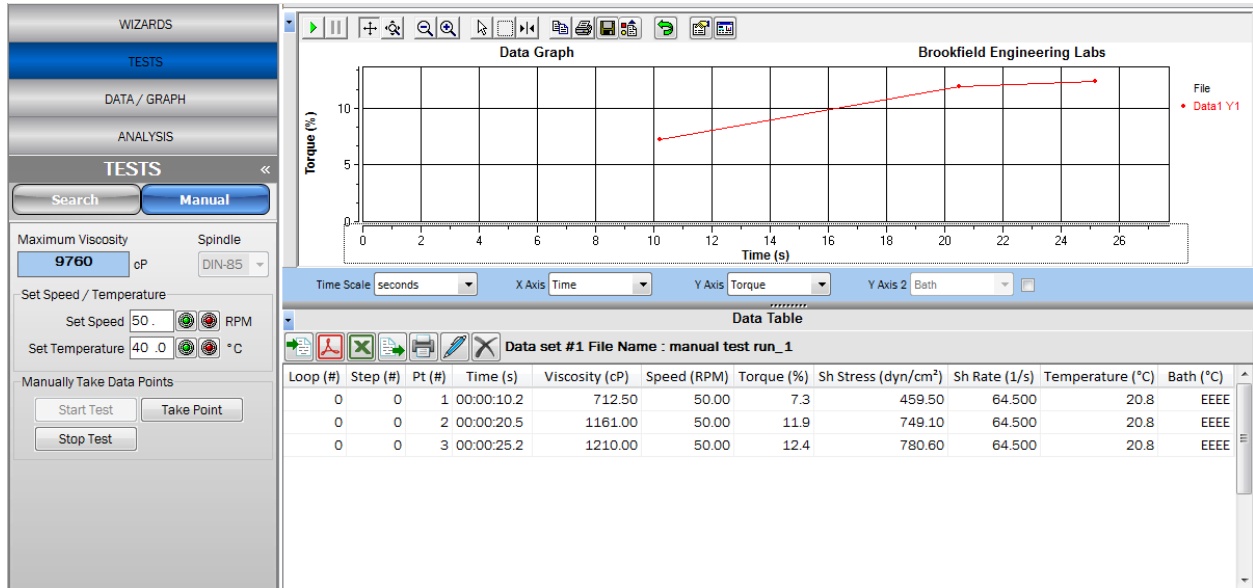 WIZARDS
TESTS
DATA / GRAPH
ANALYSIS
TESTS «
Search Manual
Maximum Viscosity Spindle
9760 cP DIN-85
Set Speed / Temperature
Set Speed 50 . RPM
Set Temperature 40 .0 °C
Manually Take Data Points
Start Test Take Point
Stop Test
Data Graph Brookfield Engineering Labs
Torque (%)
10
5
0
0 2 4 6 8 10 12 14 16 18 20 22 24 26
Time (s)
File
Data1 Y1
Time Scale seconds X Axis Time Y Axis Torque Y Axis 2 Bath
Data Table
Data set #1 File Name : manual test run_1
Loop (#) Step (#) Pt (#) Time (s) Viscosity (cP) Speed (RPM) Torque (%) Sh Stress (dyn/cm²) Sh Rate (1/s) Temperature (°C) Bath (°C)
0 0 1 00:00:10.2 712.50 50.00 7.3 459.50 64.500 20.8 EEEE
0 0 2 00:00:20.5 1161.00 50.00 11.9 749.10 64.500 20.8 EEEE
0 0 3 00:00:25.2 1210.00 50.00 12.4 780.60 64.500 20.8 EEEE